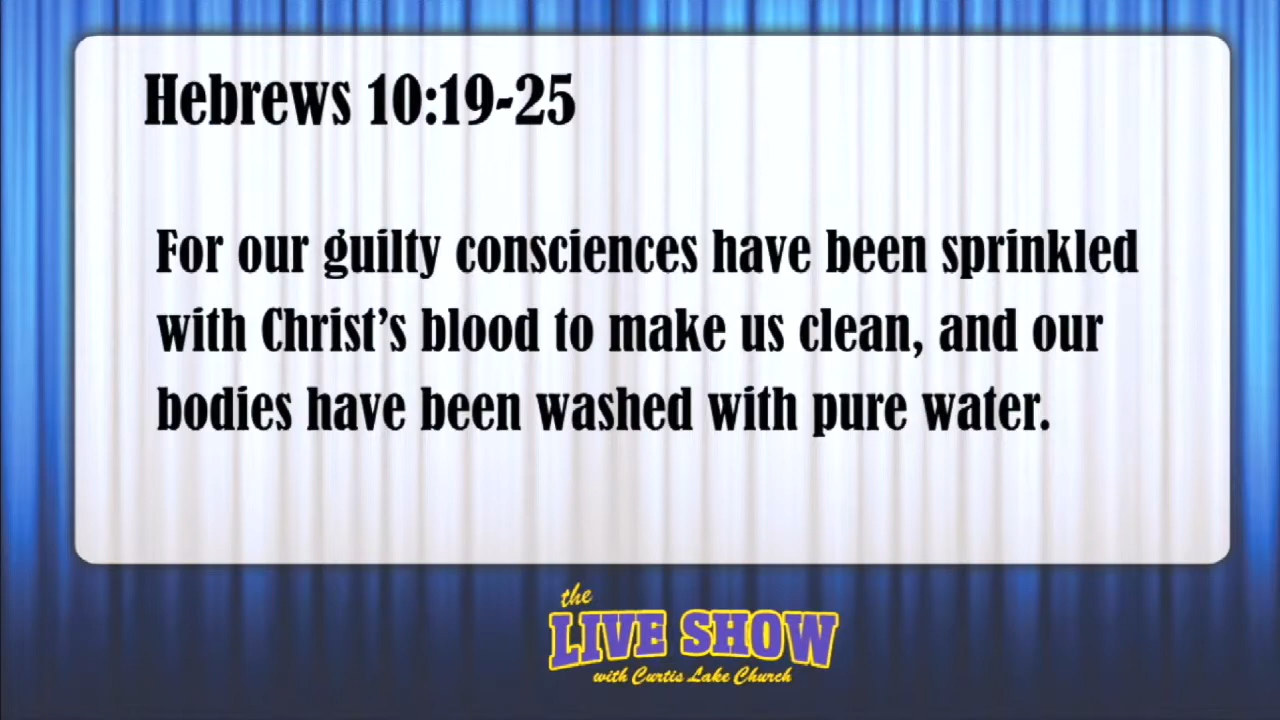 Hebrews 10:19-25
For our guilty consciences have been sprinkled
with Christ’s blood to make us clean, and our
bodies have been washed with pure water.
the
LIVE SHOW
with Curtis Lake Church